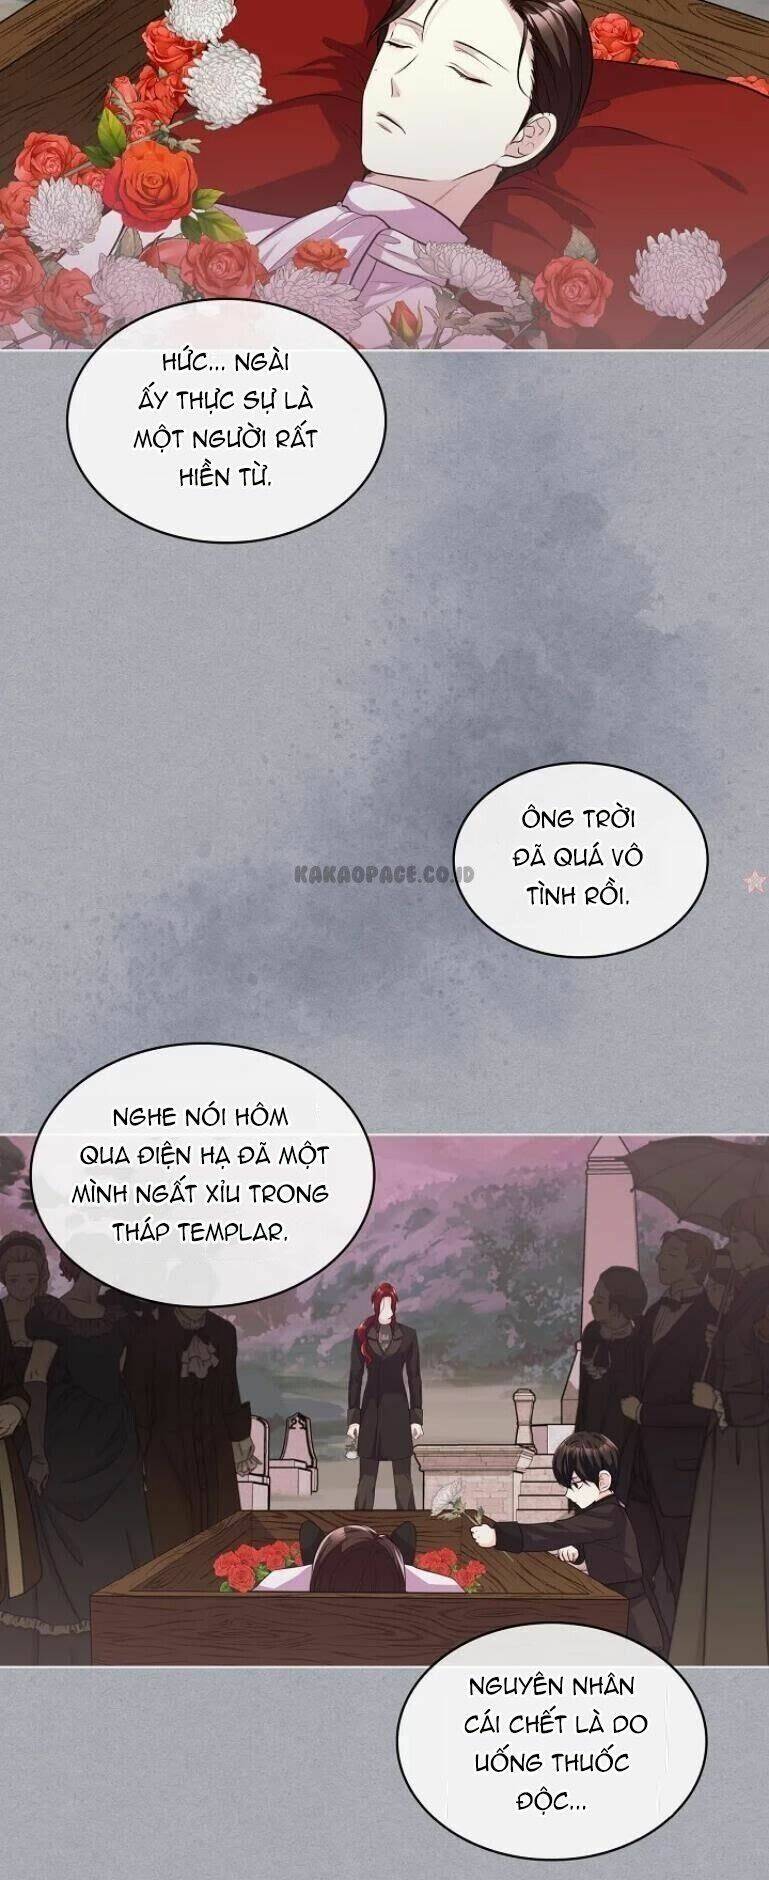 HỨC... NGÀI
ẤY THỰC SỰ LÀ
MỘT NGƯỜI RẤT
HIỀN TỪ.
ÔNG TRỜI
ĐÃ QUÁ VÔ
TÌNH RỒI.
KAKAOPAGE.CO.ID
NGHE NÓI HÔM
QUA ĐIỆN HẠ ĐÃ MỘT
MÌNH NGẤT XỈU TRONG
THÁP TEMPLAR.
NGUYÊN NHÂN
CÁI CHẾT LÀ DO
UỐNG THUỐC
ĐỘC...